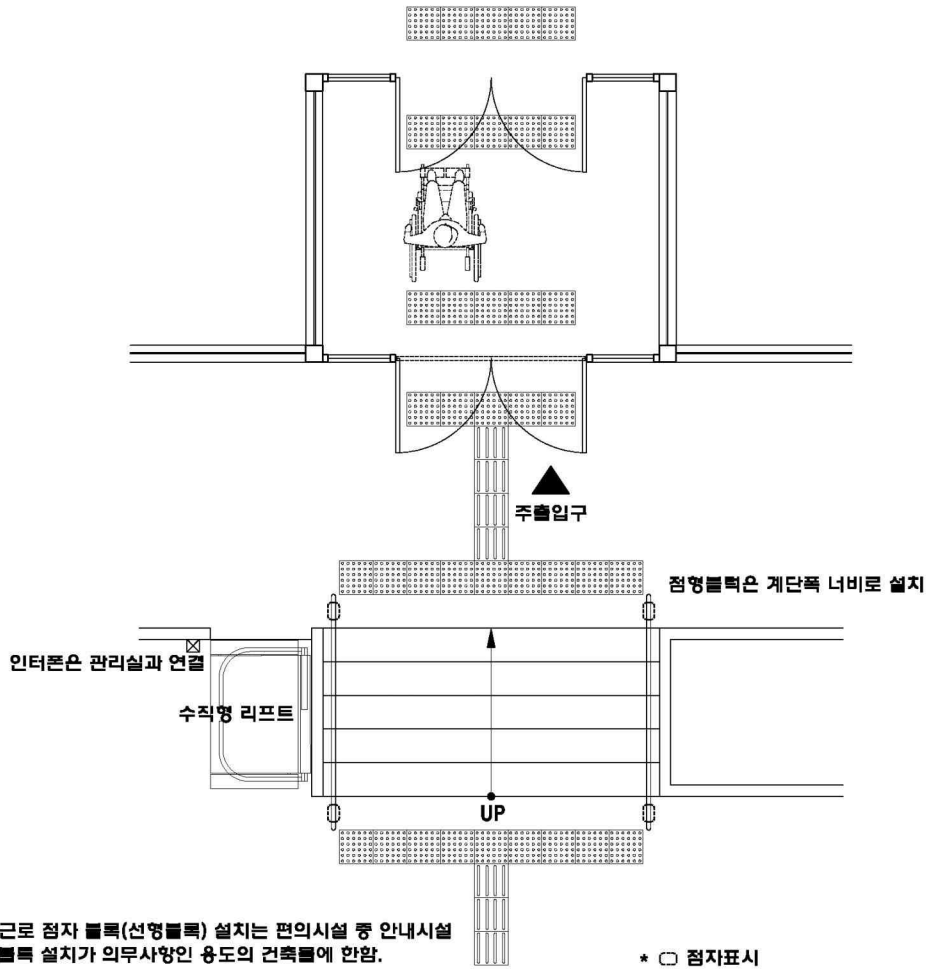 주출입구
점형블럭은 계단폭 너비로 설치
인터폰은 관리실과 연결
수직형 리프트
UP
근로 점자 블록(선형블록) 설치는 편의시설 중 안내시설
블록 설치가 의무사항인 용도의 건축물에 한함.
* 점자표시